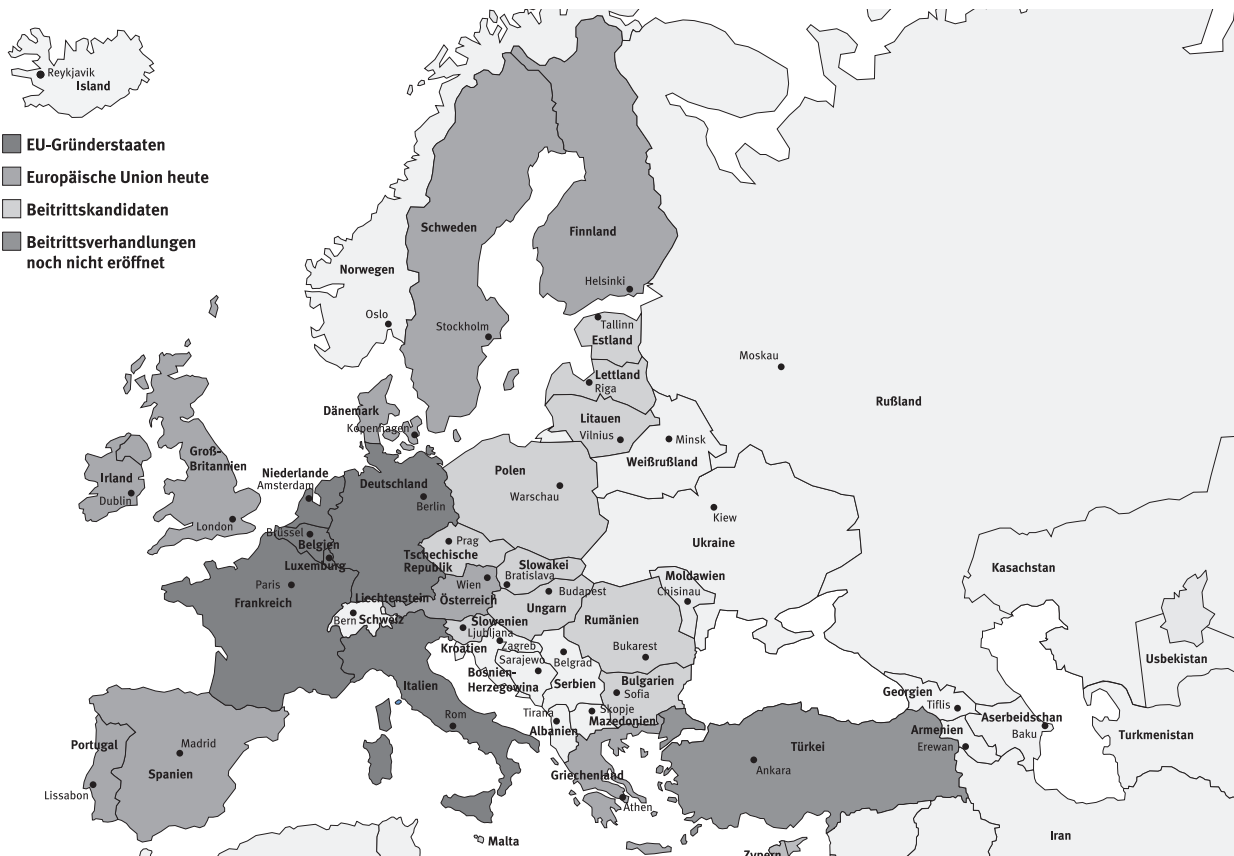 Reykjavik
Island
EU-Gründerstaaten
Europäische Union heute
Beitrittskandidaten
Beitrittsverhandlungen
noch nicht eröffnet
Schweden
Finnland
Norwegen
Helsinki
Oslo
Stockholm
Tallinn
Estland
Moskau
Lettland
Riga
Rußland
Dänemark
Kopenhagen
Litauen
Vilnius
Minsk
Weißrußland
Groß-
Britannien
Irland
Dublin
London
Niederlande
Amsterdam
Deutschland
Berlin
Polen
Warschau
Kiew
Ukraine
Brüssel
Belgien
Luxemburg
Prag
Tschechische
Republik
Slowakei
Bratislava
Moldawien
Chisinau
Kasachstan
Paris
Frankreich
Wien
Liechtenstein
Österreich
Budapest
Ungarn
Bern
Schweiz
Slowenien
Ljubljana
Rumänien
Kroatien
Zagreb
Bukarest
Sarajewo
Belgrad
Bosnien-
Herzegowina
Serbien
Bulgarien
Sofia
Usbekistan
Italien
Rom
Georgien
Tiflis
Tirana
Albanien
Skopje
Mazedonien
Armenien
Erewan
Aserbeidschan
Baku
Turkmenistan
Portugal
Madrid
Spanien
Lissabon
Türkei
Ankara
Griechenland
Athen
Malta
Zypern
Iran